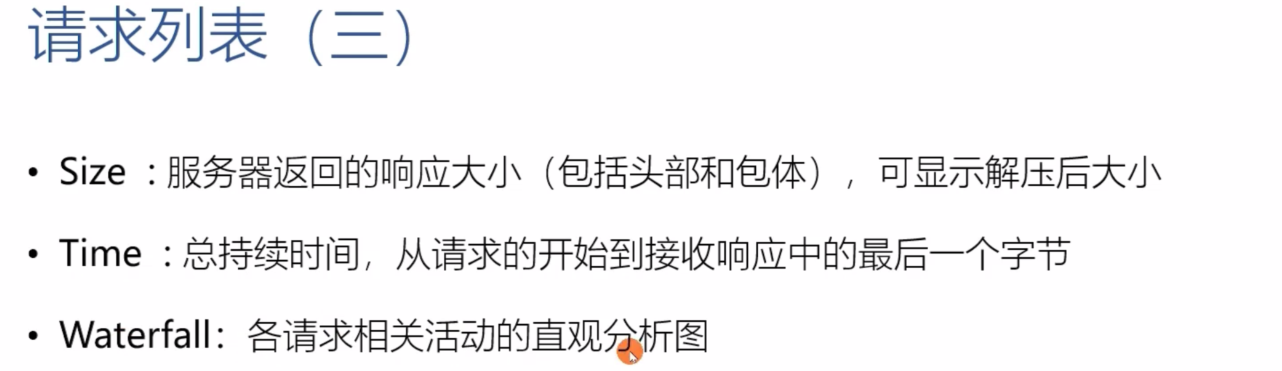 请求列表（三）
• Size ：服务器返回的响应大小（包括头部和包体），可显示解压后大小
• Time ：总持续时间，从请求的开始到接收响应中的最后一个字节
• Waterfall：各请求相关活动的直观分析图